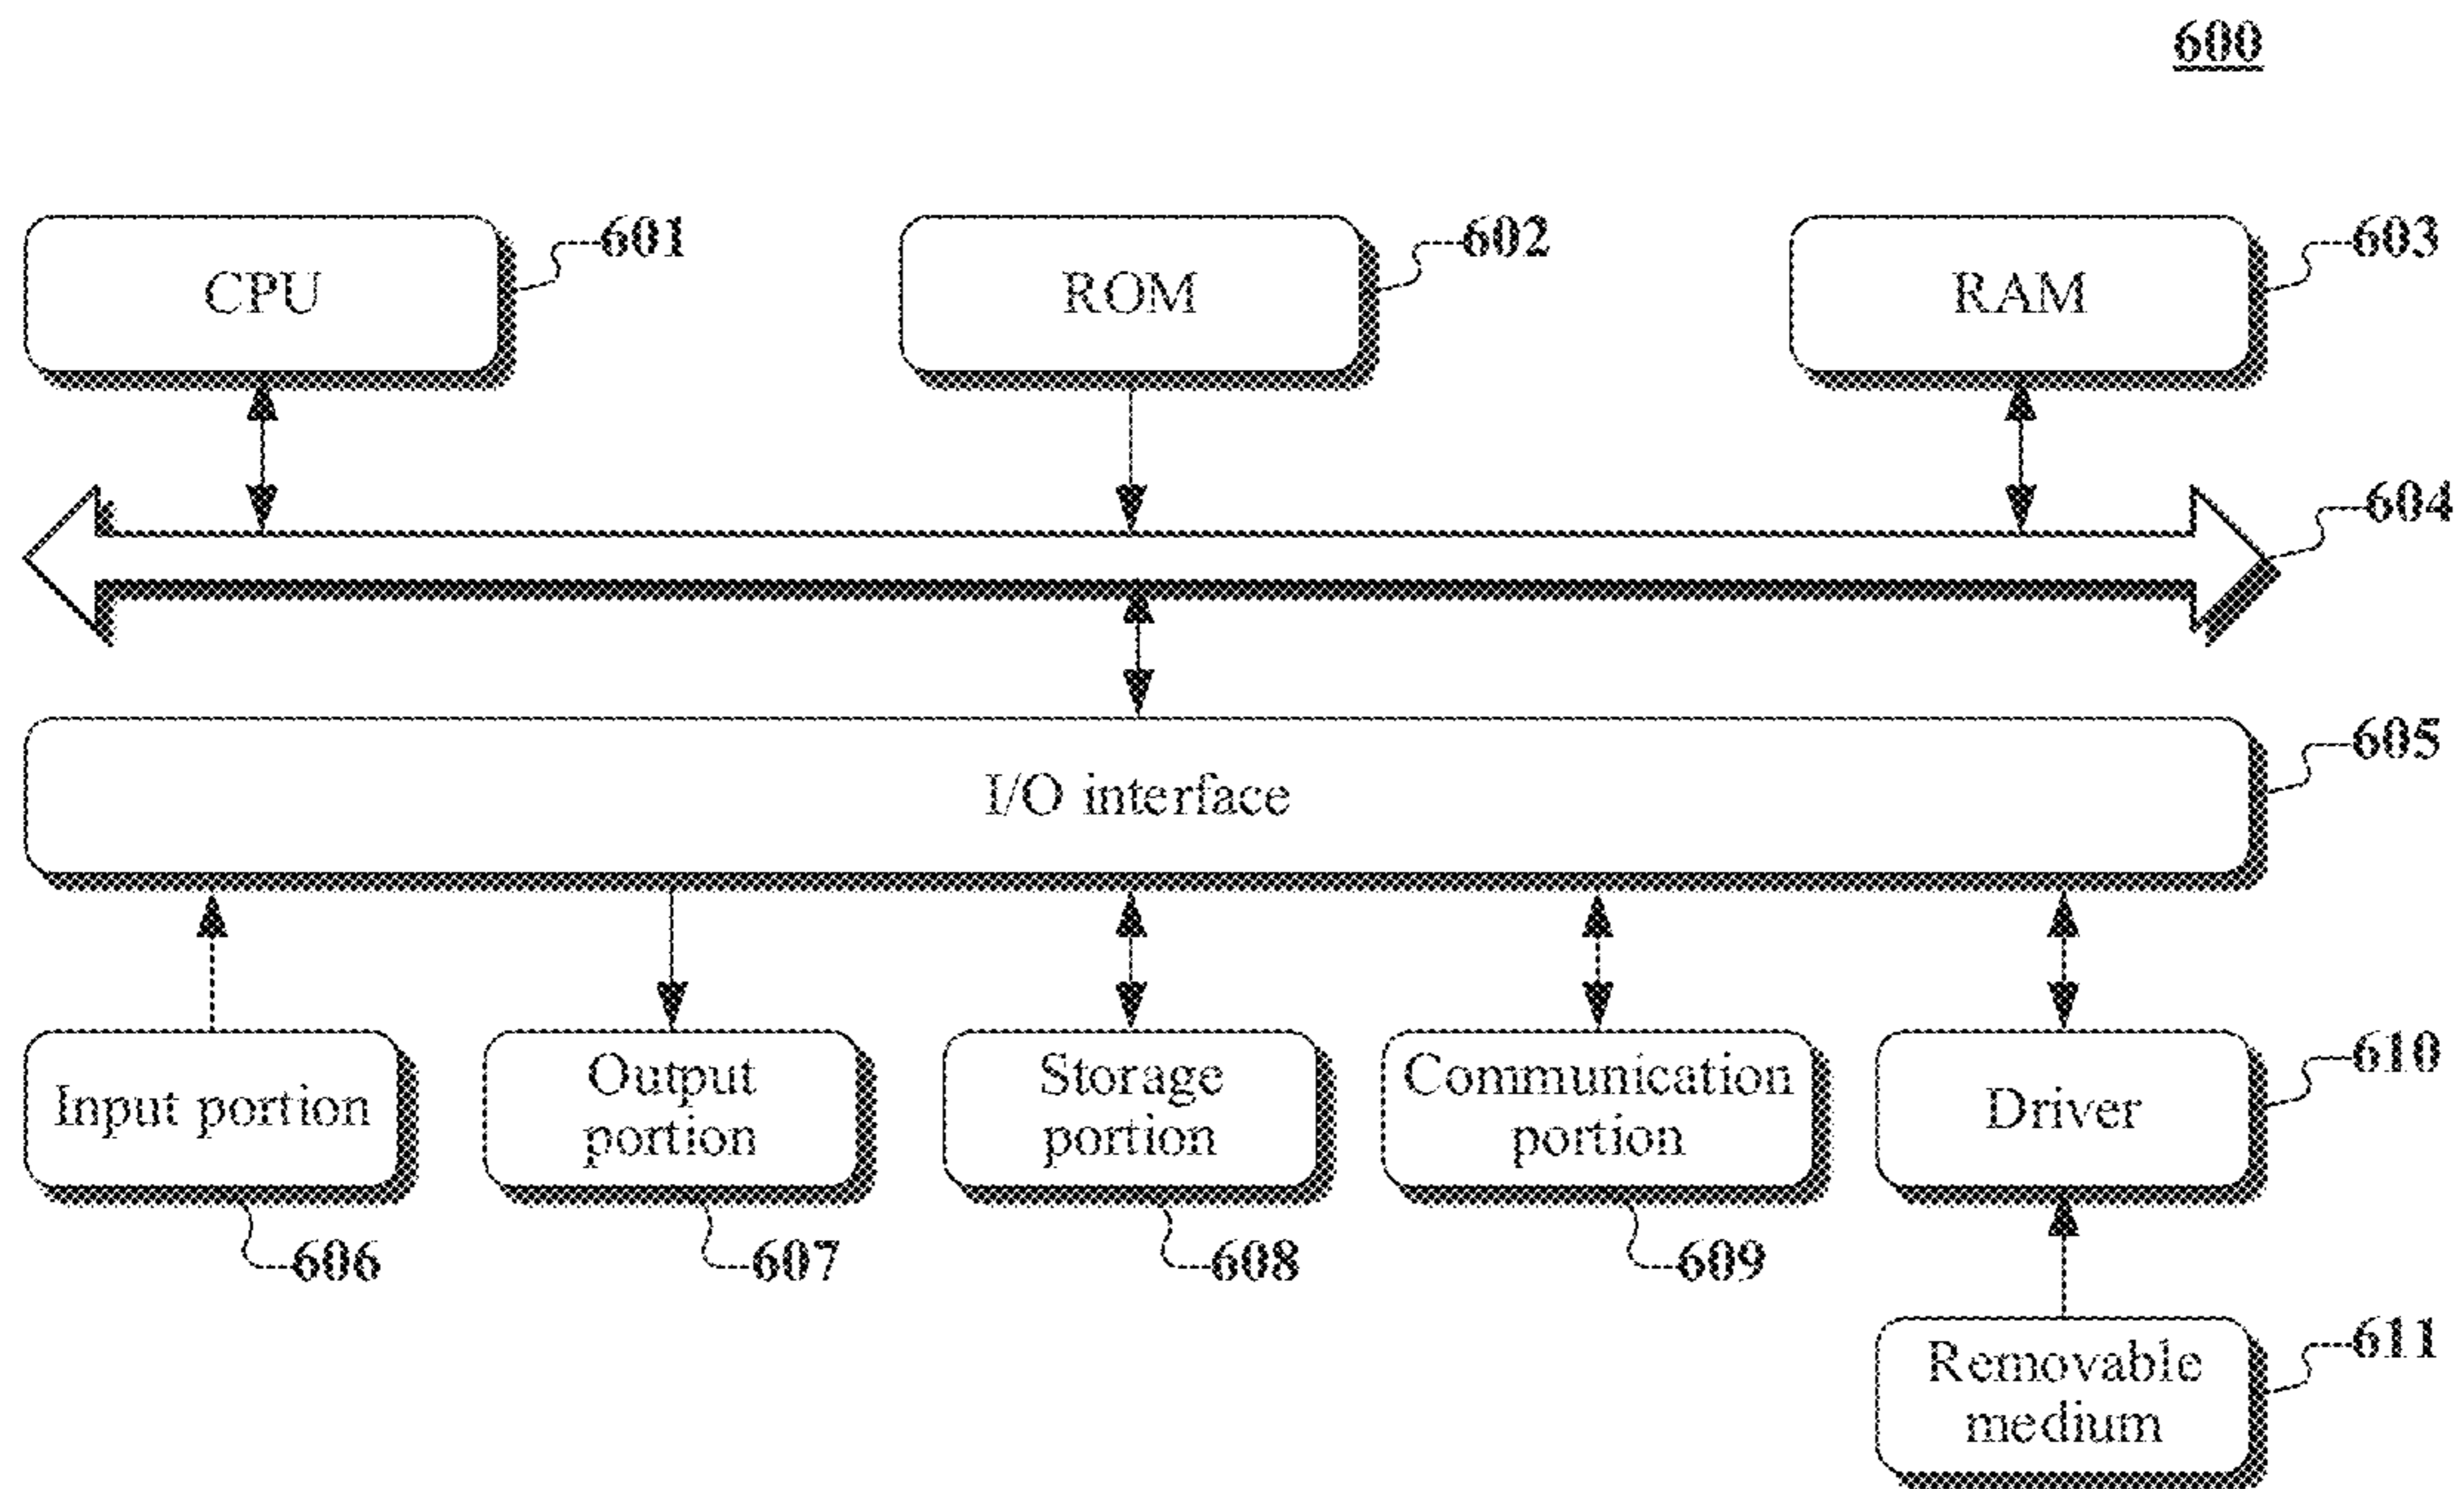 600
CPU
601
ROM
602
RAM
603
604
I/O interface
605
Input portion
606
Output
portion
607
Storage
portion
608
Communication
portion
609
Driver
610
Removable
medium
611